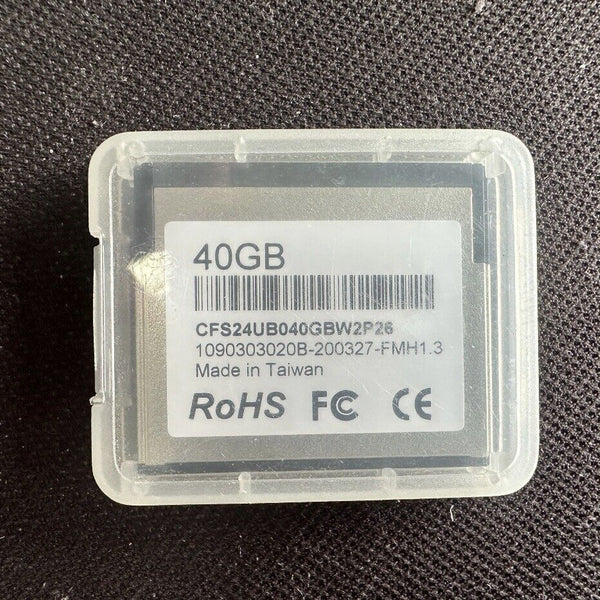 40GB
CFS24UB040GBW2P26
1090303020B-200327-FMH1.3
Made in Taiwan
RoHS FC CE